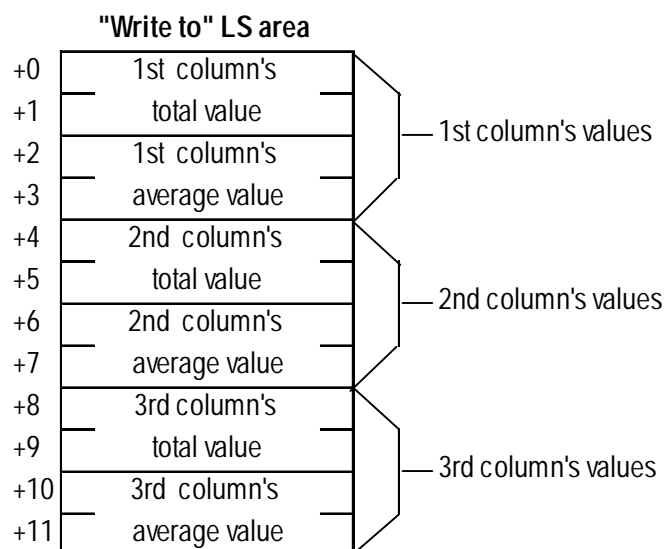 "Write to" LS area
+0 1st column's
+1 total value
1st column's values
+2 1st column's
+3 average value
+4 2nd column's
+5 total value
2nd column's values
+6 2nd column's
+7 average value
+8 3rd column's
+9 total value
3rd column's values
+10 3rd column's
+11 average value